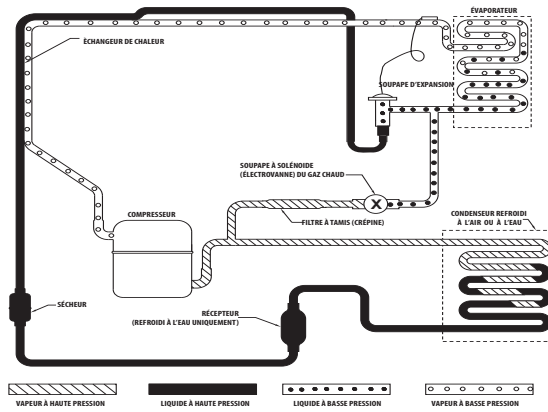 ÉVAPORATEUR
ÉCHANGEUR DE CHALEUR
SOUPAPE D'EXPANSION
SOUPAPE À SOLÉNOIDE
(ÉLECTROVANNE) DU GAZ CHAUD
X
COMPRESSEUR
FILTRE À TAMIS (CRÉPINE)
CONDENSEUR REFROIDI
À L'AIR OU À L'EAU
SÉCHEUR
RÉCEPTEUR
(REFROIDI À L'EAU UNIQUEMENT)
VAPEUR À HAUTE PRESSION
LIQUIDE À HAUTE PRESSION
LIQUIDE À BASSE PRESSION
VAPEUR À BASSE PRESSION